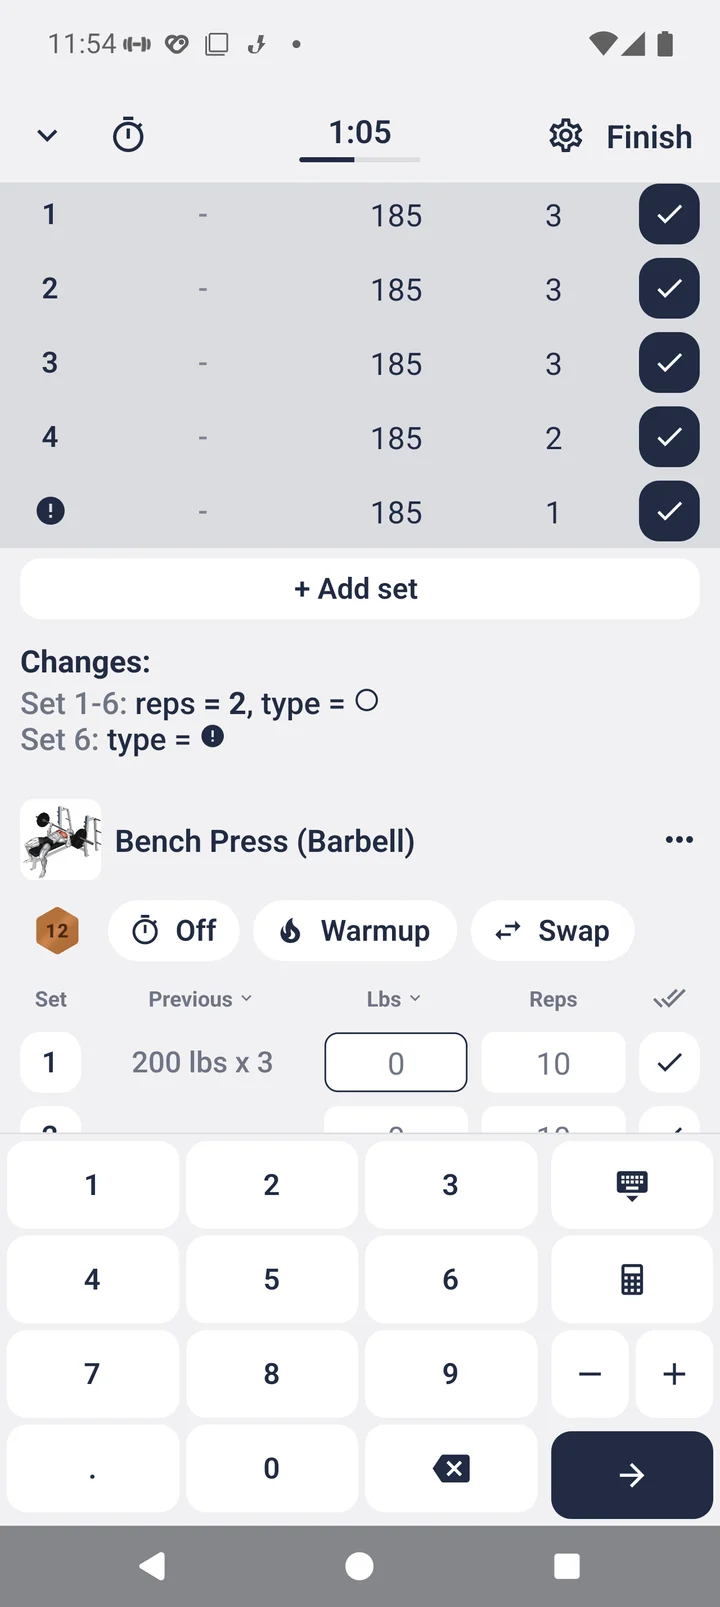 11:54
1:05 Finish
1 - 185 3
2 - 185 3
3 - 185 3
4 - 185 2
! - 185 1
+ Add set
Changes:
Set 1-6: reps = 2, type =
Set 6: type = !
Bench Press (Barbell)
12 Off Warmup Swap
Set Previous Lbs Reps
1 200 lbs x 3 0 10
2 0 10
1 2 3
4 5 6
7 8 9 − +
. 0